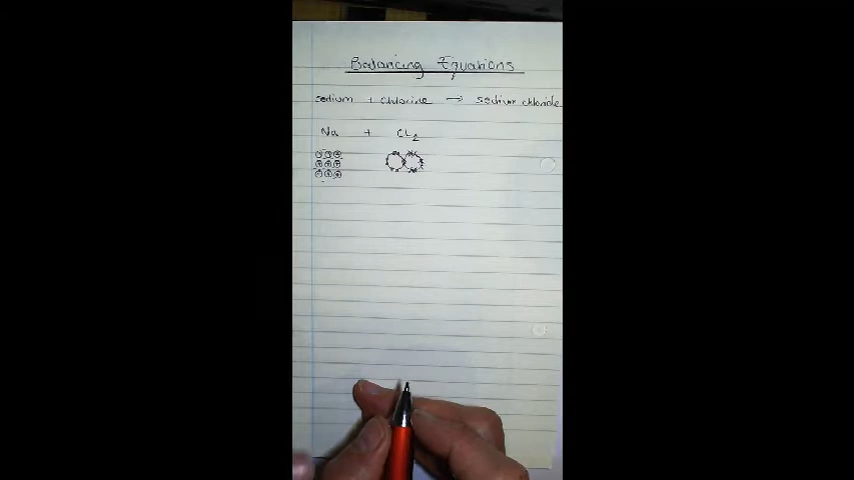 Balancing Equations
sodium + chlorine → sodium chloride
Na + CL2